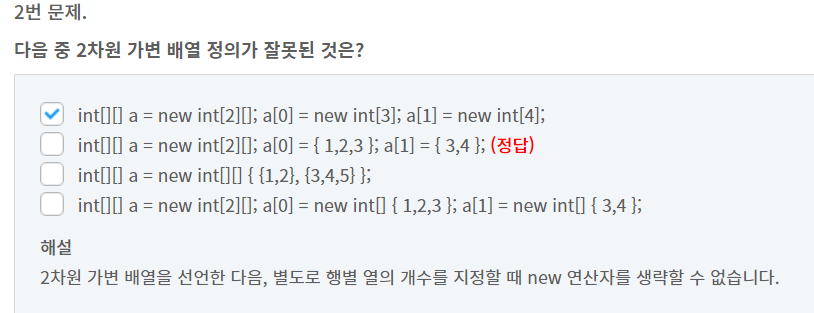 2번 문제.
다음 중 2차원 가변 배열 정의가 잘못된 것은?
int[][] a = new int[2][]; a[0] = new int[3]; a[1] = new int[4];
int[][] a = new int[2][]; a[0] = { 1,2,3 }; a[1] = { 3,4 }; (정답)
int[][] a = new int[][] { {1,2}, {3,4,5} };
int[][] a = new int[2][]; a[0] = new int[] { 1,2,3 }; a[1] = new int[] { 3,4 };
해설
2차원 가변 배열을 선언한 다음, 별도로 행별 열의 개수를 지정할 때 new 연산자를 생략할 수 없습니다.